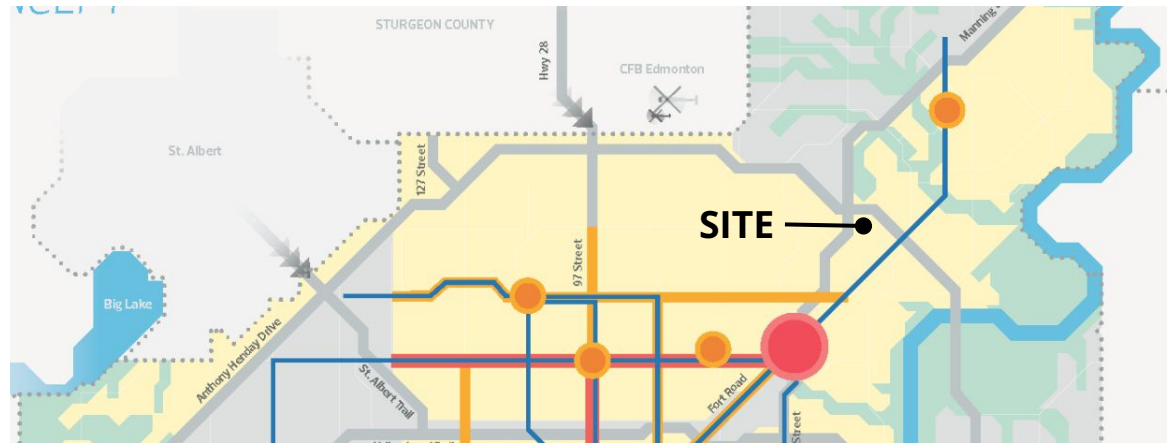 STURGEON COUNTY
Manning
Hwy 28
CFB Edmonton
St. Albert
127 Street
SITE
97 Street
Big Lake
Anthony Henday Drive
St. Albert Trail
Fort Road
Street